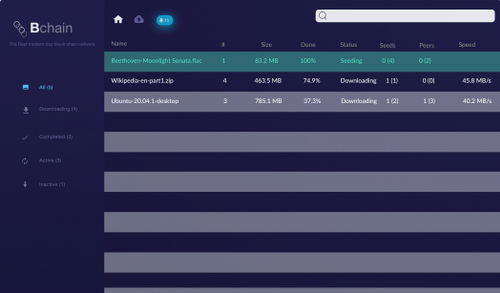 Bchain
The Best modern top block chain network
Name # Size Done Status Seeds Peers Speed
Beethoven-Moonlight Sonata.flac 1 83.2 MB 100% Seeding 0 (4) 0 (2)
Wikipedia-en-part1.zip 4 463.5 MB 74.9% Downloading 1 (1) 0 (0) 45.8 MB/s
Ubuntu-20.04.1-desktop 3 785.1 MB 37.3% Downloading 1 (2) 1 (3) 40.2 MB/s
All (5)
Downloading (4)
Completed (5)
Active (3)
Inactive (1)